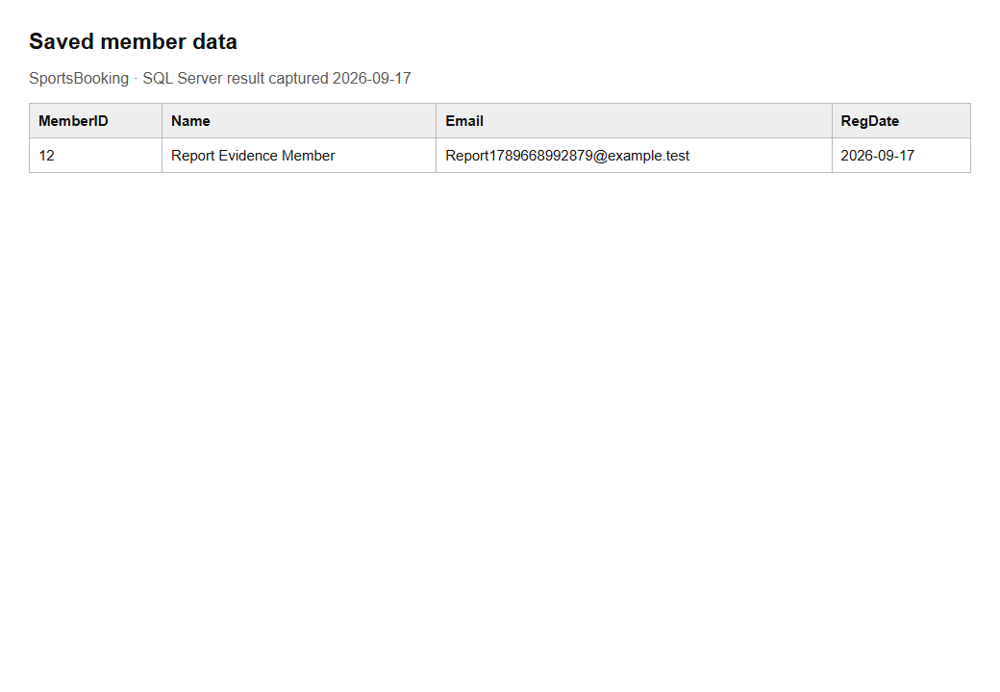 Saved member data
SportsBooking · SQL Server result captured 2026-09-17
MemberID Name Email RegDate
12 Report Evidence Member Report1789668992879@example.test 2026-09-17